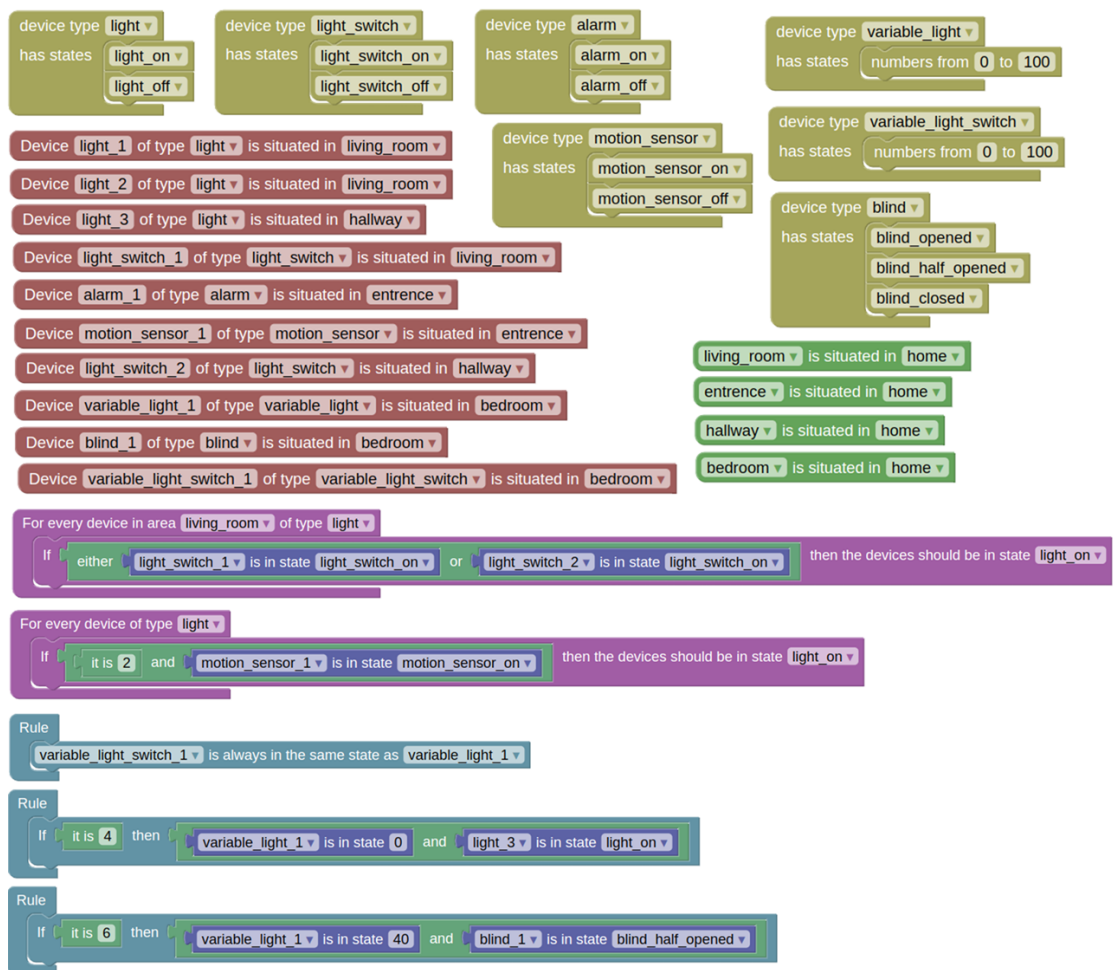 device type light
has states light_on
light_off
device type light_switch
has states light_switch_on
light_switch_off
device type alarm
has states alarm_on
alarm_off
device type variable_light
has states numbers from 0 to 100
device type motion_sensor
has states motion_sensor_on
motion_sensor_off
device type variable_light_switch
has states numbers from 0 to 100
device type blind
has states blind_opened
blind_half_opened
blind_closed
Device light_1 of type light is situated in living_room
Device light_2 of type light is situated in living_room
Device light_3 of type light is situated in hallway
Device light_switch_1 of type light_switch is situated in living_room
Device alarm_1 of type alarm is situated in entrence
Device motion_sensor_1 of type motion_sensor is situated in entrence
Device light_switch_2 of type light_switch is situated in hallway
Device variable_light_1 of type variable_light is situated in bedroom
Device blind_1 of type blind is situated in bedroom
Device variable_light_switch_1 of type variable_light_switch is situated in bedroom
living_room is situated in home
entrence is situated in home
hallway is situated in home
bedroom is situated in home
For every device in area living_room of type light
If either light_switch_1 is in state light_switch_on or light_switch_2 is in state light_switch_on then the devices should be in state light_on
For every device of type light
If it is 2 and motion_sensor_1 is in state motion_sensor_on then the devices should be in state light_on
Rule
variable_light_switch_1 is always in the same state as variable_light_1
Rule
If it is 4 then variable_light_1 is in state 0 and light_3 is in state light_on
Rule
If it is 6 then variable_light_1 is in state 40 and blind_1 is in state blind_half_opened